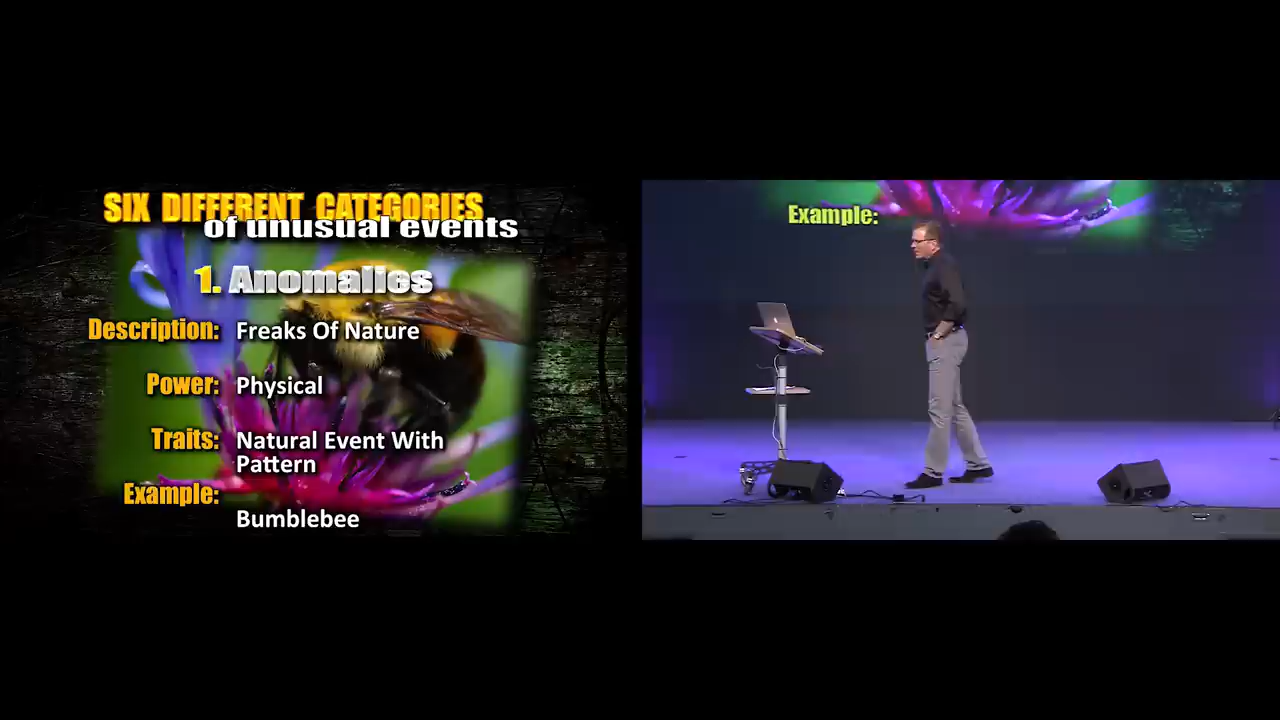 SIX DIFFERENT CATEGORIES
of unusual events
1. Anomalies
Description: Freaks Of Nature
Power: Physical
Traits: Natural Event With
Pattern
Example:
Bumblebee
Example: